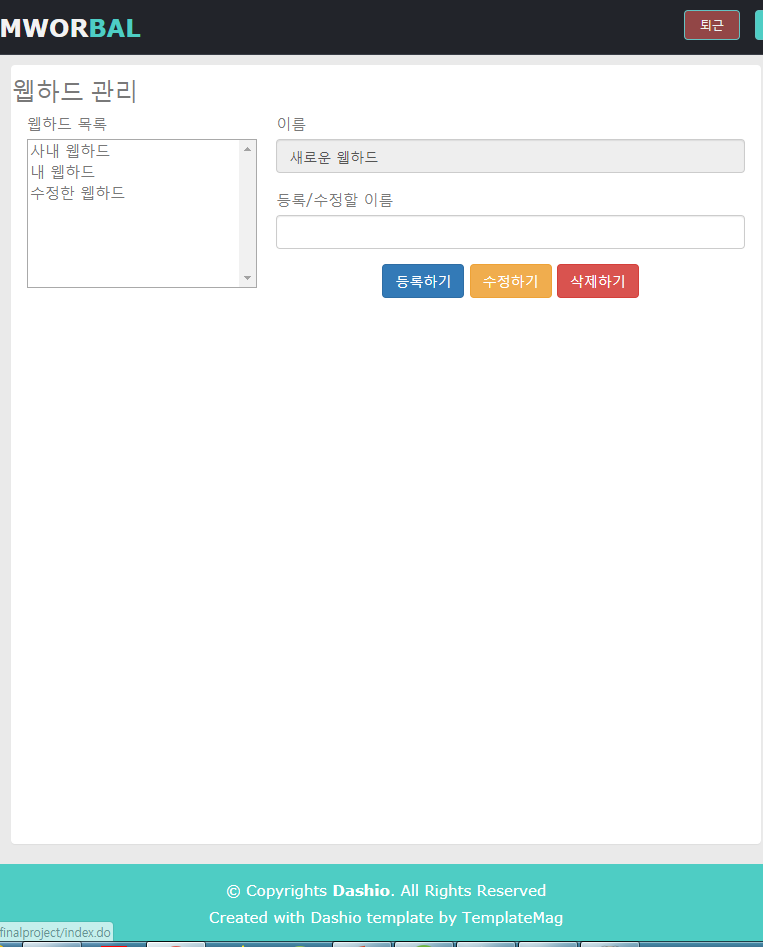 MWORBAL
퇴근
웹하드 관리
웹하드 목록
사내 웹하드
내 웹하드
수정한 웹하드
이름
새로운 웹하드
등록/수정할 이름
등록하기 수정하기 삭제하기
© Copyrights Dashio. All Rights Reserved
Created with Dashio template by TemplateMag
finalproject/index.do